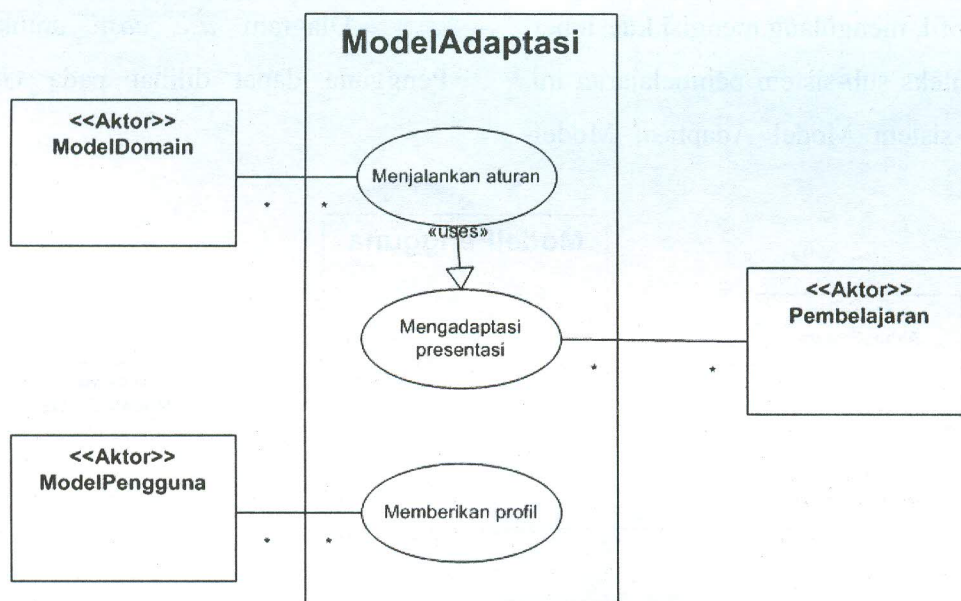 ModelAdaptasi
<<Aktor>>
ModelDomain
Menjalankan aturan
* *
«uses»
<<Aktor>>
Pembelajaran
Mengadaptasi
presentasi
* *
<<Aktor>>
ModelPengguna
Memberikan profil
* *